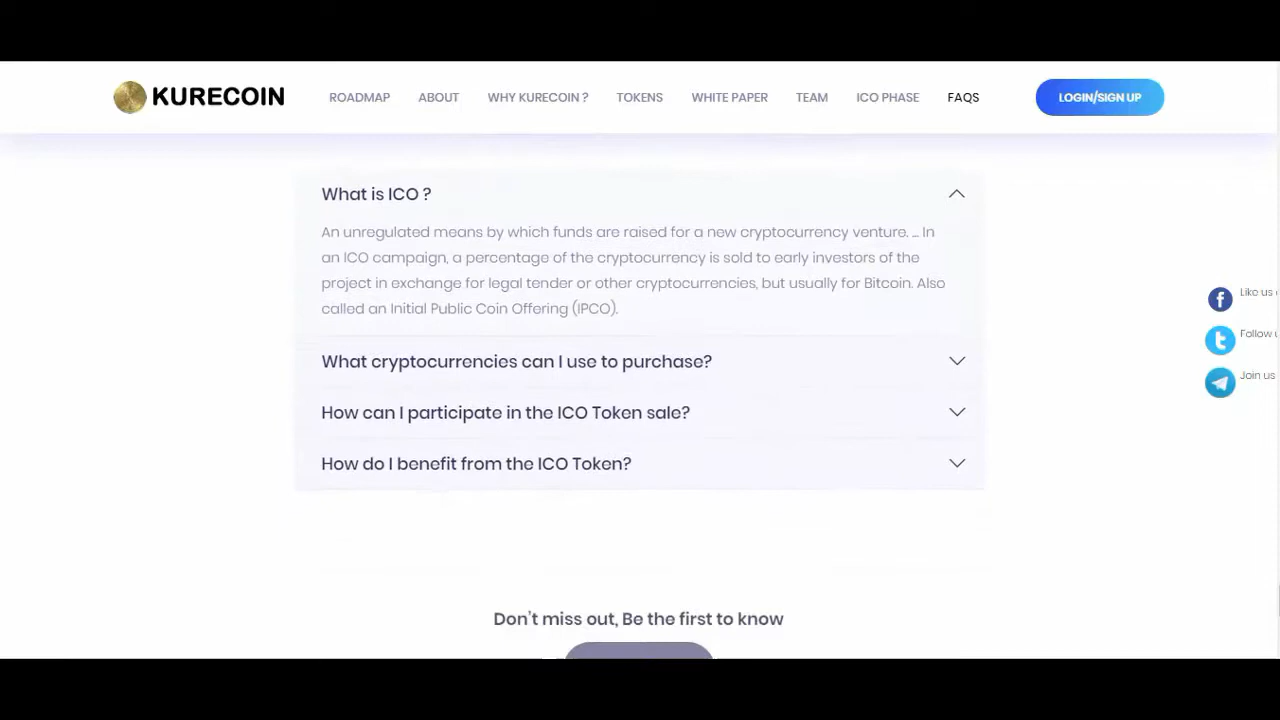 KURECOIN
ROADMAP ABOUT WHY KURECOIN ? TOKENS WHITE PAPER TEAM ICO PHASE FAQS LOGIN/SIGN UP
What is ICO ?
An unregulated means by which funds are raised for a new cryptocurrency venture. ... In
an ICO campaign, a percentage of the cryptocurrency is sold to early investors of the
project in exchange for legal tender or other cryptocurrencies, but usually for Bitcoin. Also
called an Initial Public Coin Offering (IPCO).
What cryptocurrencies can I use to purchase?
How can I participate in the ICO Token sale?
How do I benefit from the ICO Token?
Like us
Follow
Join us
Don't miss out, Be the first to know